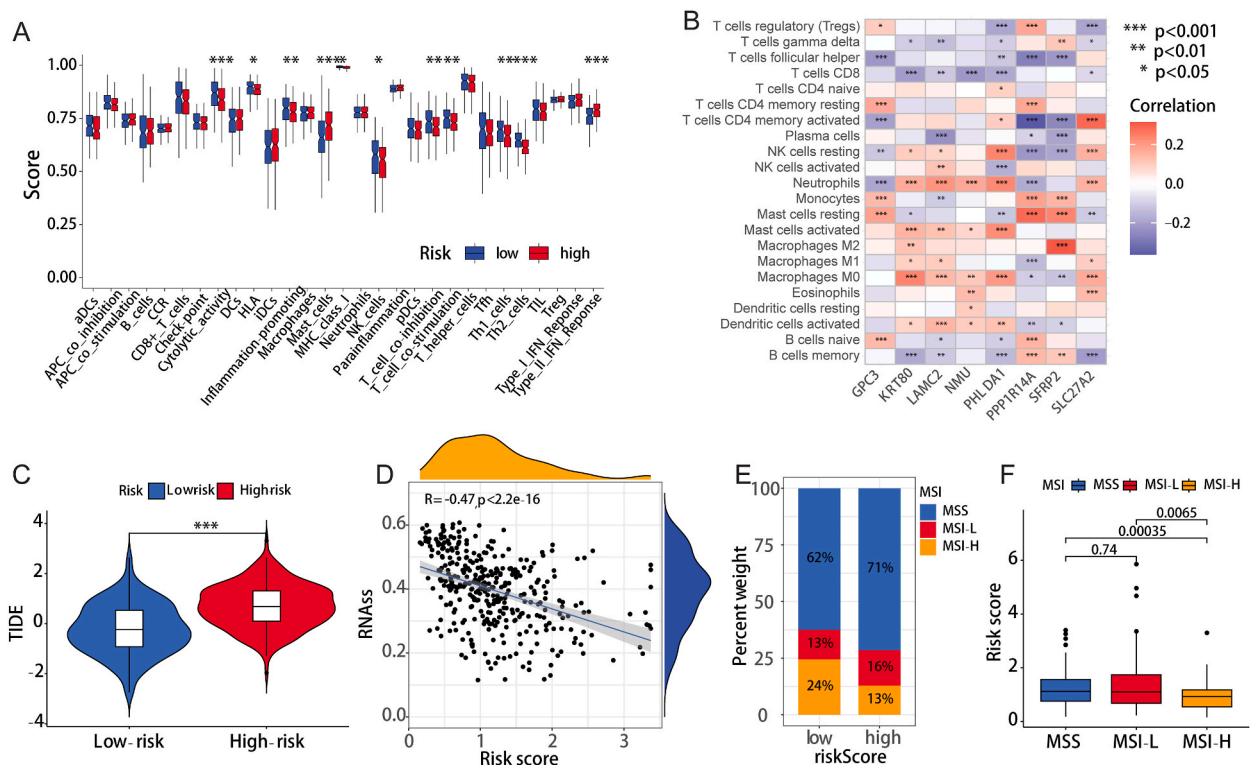 A
*** * ** *** ** * *** *** *** ***
1.00
0.75
0.50
0.25
0.00
Score
Risk low high
aDCs
APC_co_inhibition
APC_co_stimulation
B_cells
CCR
CD8+_T_cells
Check-point
Cytolytic_activity
DCs
HLA
iDCs
Inflammation-promoting
Macrophages
Mast_cells
MHC_class_I
Neutrophils
NK_cells
Parainflammation
pDCs
T_cell_co-inhibition
T_cell_co-stimulation
T_helper_cells
Tfh
Th1_cells
Th2_cells
TIL
Treg
Type_I_IFN_Reponse
Type_II_IFN_Reponse
B
T cells regulatory (Tregs) * *** *** ***
T cells gamma delta * ** * ** *
T cells follicular helper *** ** *** ***
T cells CD8 *** ** *** *** *
T cells CD4 naive *
T cells CD4 memory resting *** ***
T cells CD4 memory activated *** * *** *** ***
Plasma cells *** * ***
NK cells resting ** * * *** *** *** ***
NK cells activated ** ***
Neutrophils *** *** *** *** *** *** ***
Monocytes *** ** *** ***
Mast cells resting *** * ** *** *** **
Mast cells activated *** ** * ***
Macrophages M2 ** ***
Macrophages M1 * * *** *
Macrophages M0 *** *** ** *** * ** ***
Eosinophils ** ***
Dendritic cells resting *
Dendritic cells activated * *** * ** ** *
B cells naive *** * * ***
B cells memory *** ** *** *** ** ***
GPC3
KRT80
LAMC2
NMU
PHLDA1
PPP1R14A
SFRP2
SLC27A2
*** p<0.001
** p<0.01
* p<0.05
Correlation
0.2
0.0
−0.2
C
Risk Lowrisk Highrisk
***
4
2
0
-2
-4
TIDE
Low-risk High-risk
D
R= -0.47,p<2.2e-16
0.6
0.4
0.2
0.0
RNAss
0 1 2 3
Risk score
E
100
75
50
25
0
Percent weight
62%
13%
24%
71%
16%
13%
low high
riskScore
MSI
MSS
MSI-L
MSI-H
F
MSI MSS MSI-L MSI-H
0.0065
0.00035
0.74
6
4
2
0
Risk score
MSS MSI-L MSI-H